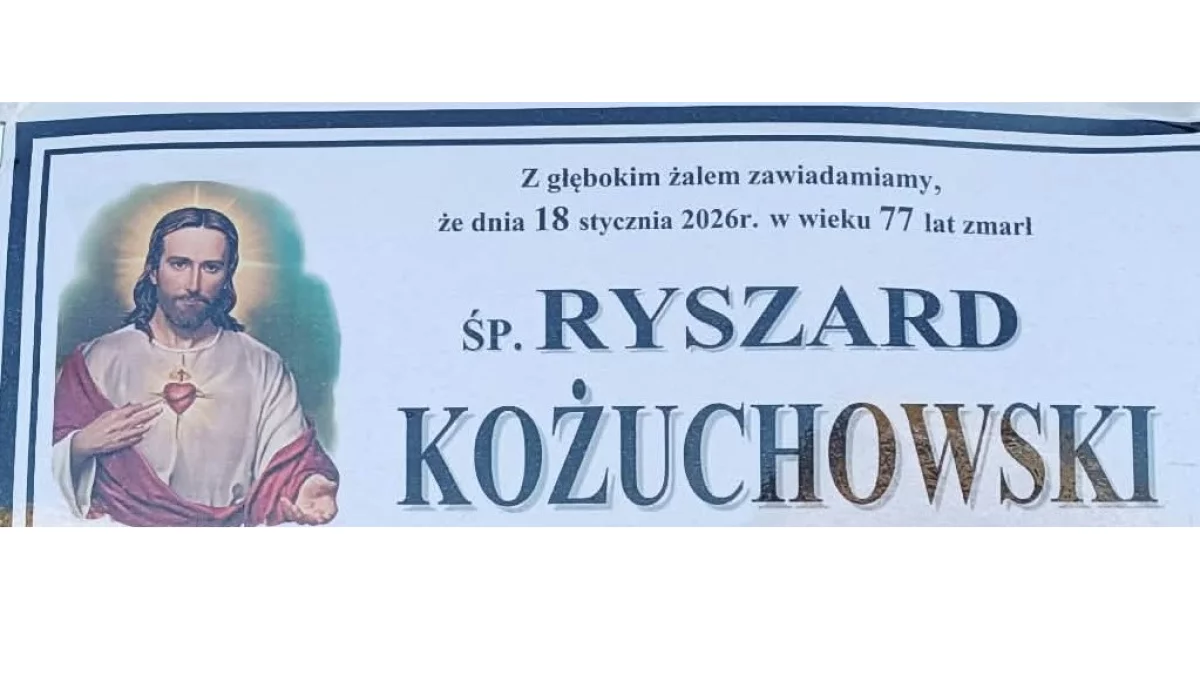 Z głębokim żalem zawiadamiamy,
że dnia 18 stycznia 2026r. w wieku 77 lat zmarł
ŚP. RYSZARD
KOŻUCHOWSKI